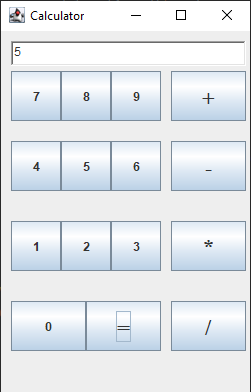 Calculator
5
7 8 9 +
4 5 6 -
1 2 3 *
0 = /